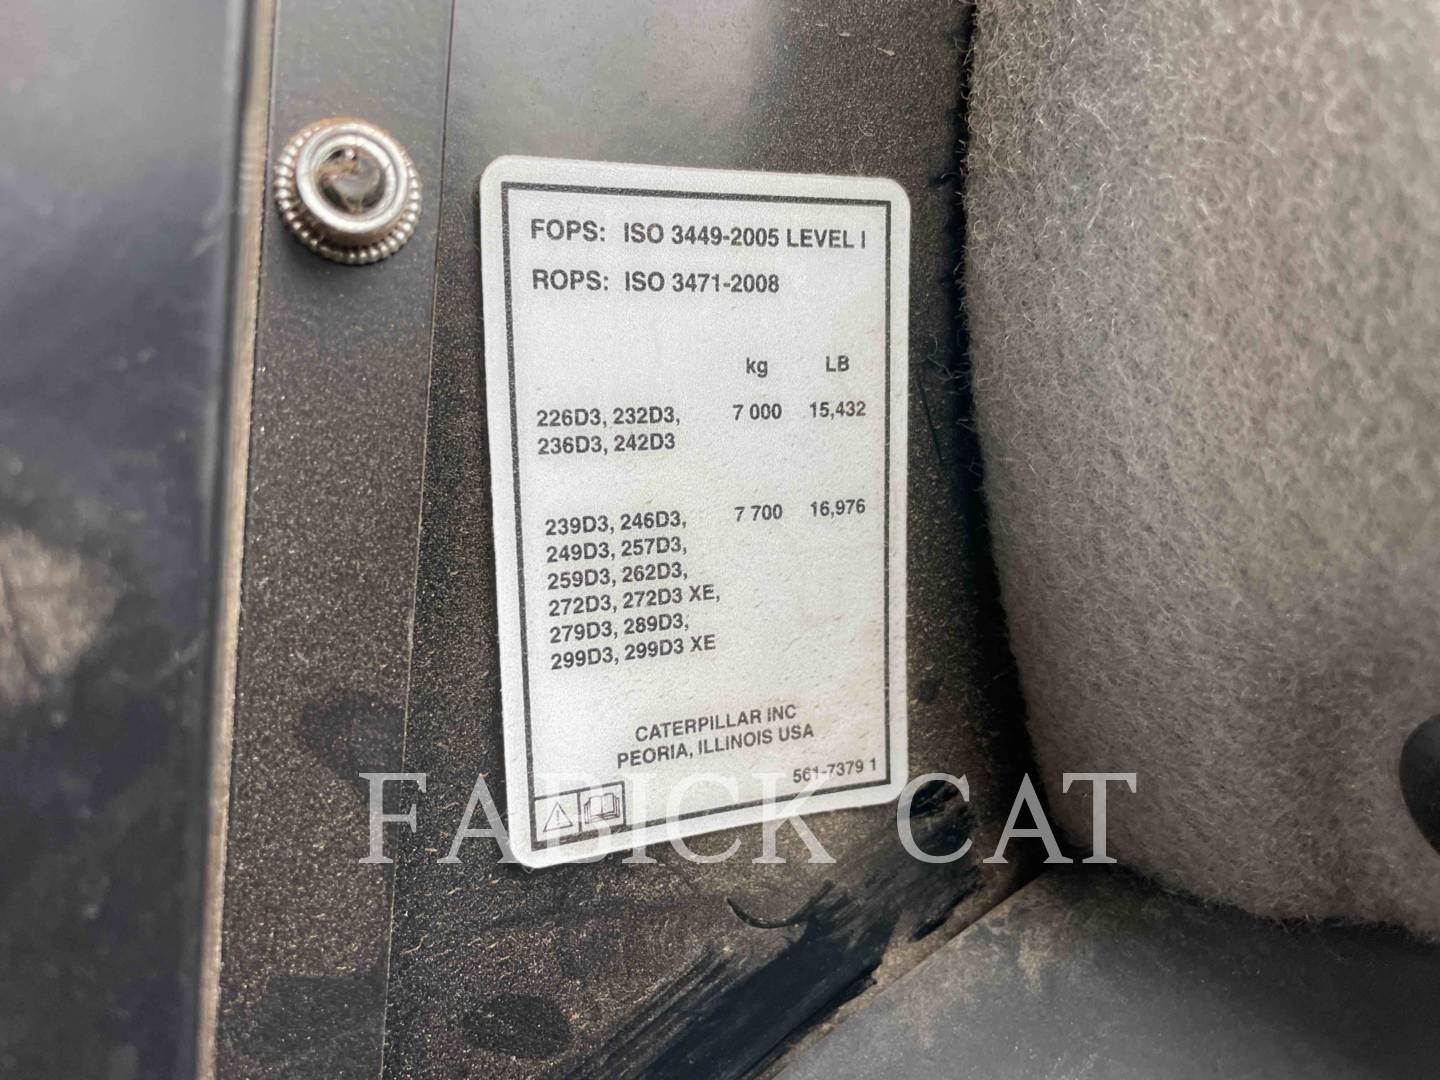 FOPS: ISO 3449-2005 LEVEL I
ROPS: ISO 3471-2008
kg LB
226D3, 232D3, 7 000 15,432
236D3, 242D3
239D3, 246D3, 7 700 16,976
249D3, 257D3,
259D3, 262D3,
272D3, 272D3 XE,
279D3, 289D3,
299D3, 299D3 XE
CATERPILLAR INC
PEORIA, ILLINOIS USA
561-7379 1
FABICK CAT